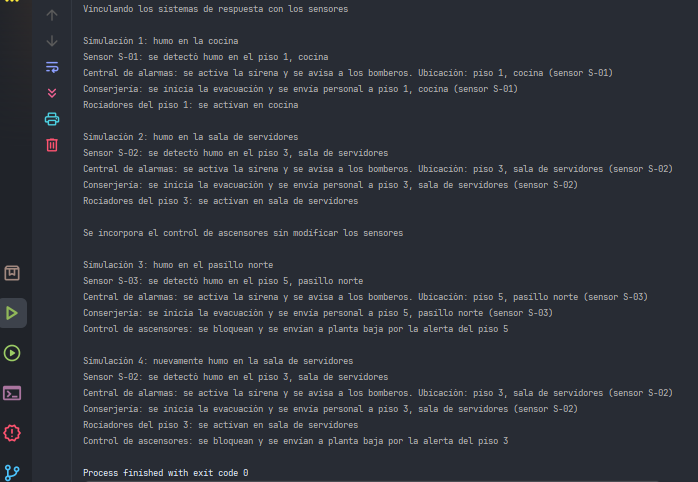 Vinculando los sistemas de respuesta con los sensores
Simulación 1: humo en la cocina
Sensor S-01: se detectó humo en el piso 1, cocina
Central de alarmas: se activa la sirena y se avisa a los bomberos. Ubicación: piso 1, cocina (sensor S-01)
Conserjería: se inicia la evacuación y se envía personal a piso 1, cocina (sensor S-01)
Rociadores del piso 1: se activan en cocina
Simulación 2: humo en la sala de servidores
Sensor S-02: se detectó humo en el piso 3, sala de servidores
Central de alarmas: se activa la sirena y se avisa a los bomberos. Ubicación: piso 3, sala de servidores (sensor S-02)
Conserjería: se inicia la evacuación y se envía personal a piso 3, sala de servidores (sensor S-02)
Rociadores del piso 3: se activan en sala de servidores
Se incorpora el control de ascensores sin modificar los sensores
Simulación 3: humo en el pasillo norte
Sensor S-03: se detectó humo en el piso 5, pasillo norte
Central de alarmas: se activa la sirena y se avisa a los bomberos. Ubicación: piso 5, pasillo norte (sensor S-03)
Conserjería: se inicia la evacuación y se envía personal a piso 5, pasillo norte (sensor S-03)
Control de ascensores: se bloquean y se envían a planta baja por la alerta del piso 5
Simulación 4: nuevamente humo en la sala de servidores
Sensor S-02: se detectó humo en el piso 3, sala de servidores
Central de alarmas: se activa la sirena y se avisa a los bomberos. Ubicación: piso 3, sala de servidores (sensor S-02)
Conserjería: se inicia la evacuación y se envía personal a piso 3, sala de servidores (sensor S-02)
Rociadores del piso 3: se activan en sala de servidores
Control de ascensores: se bloquean y se envían a planta baja por la alerta del piso 3
Process finished with exit code 0